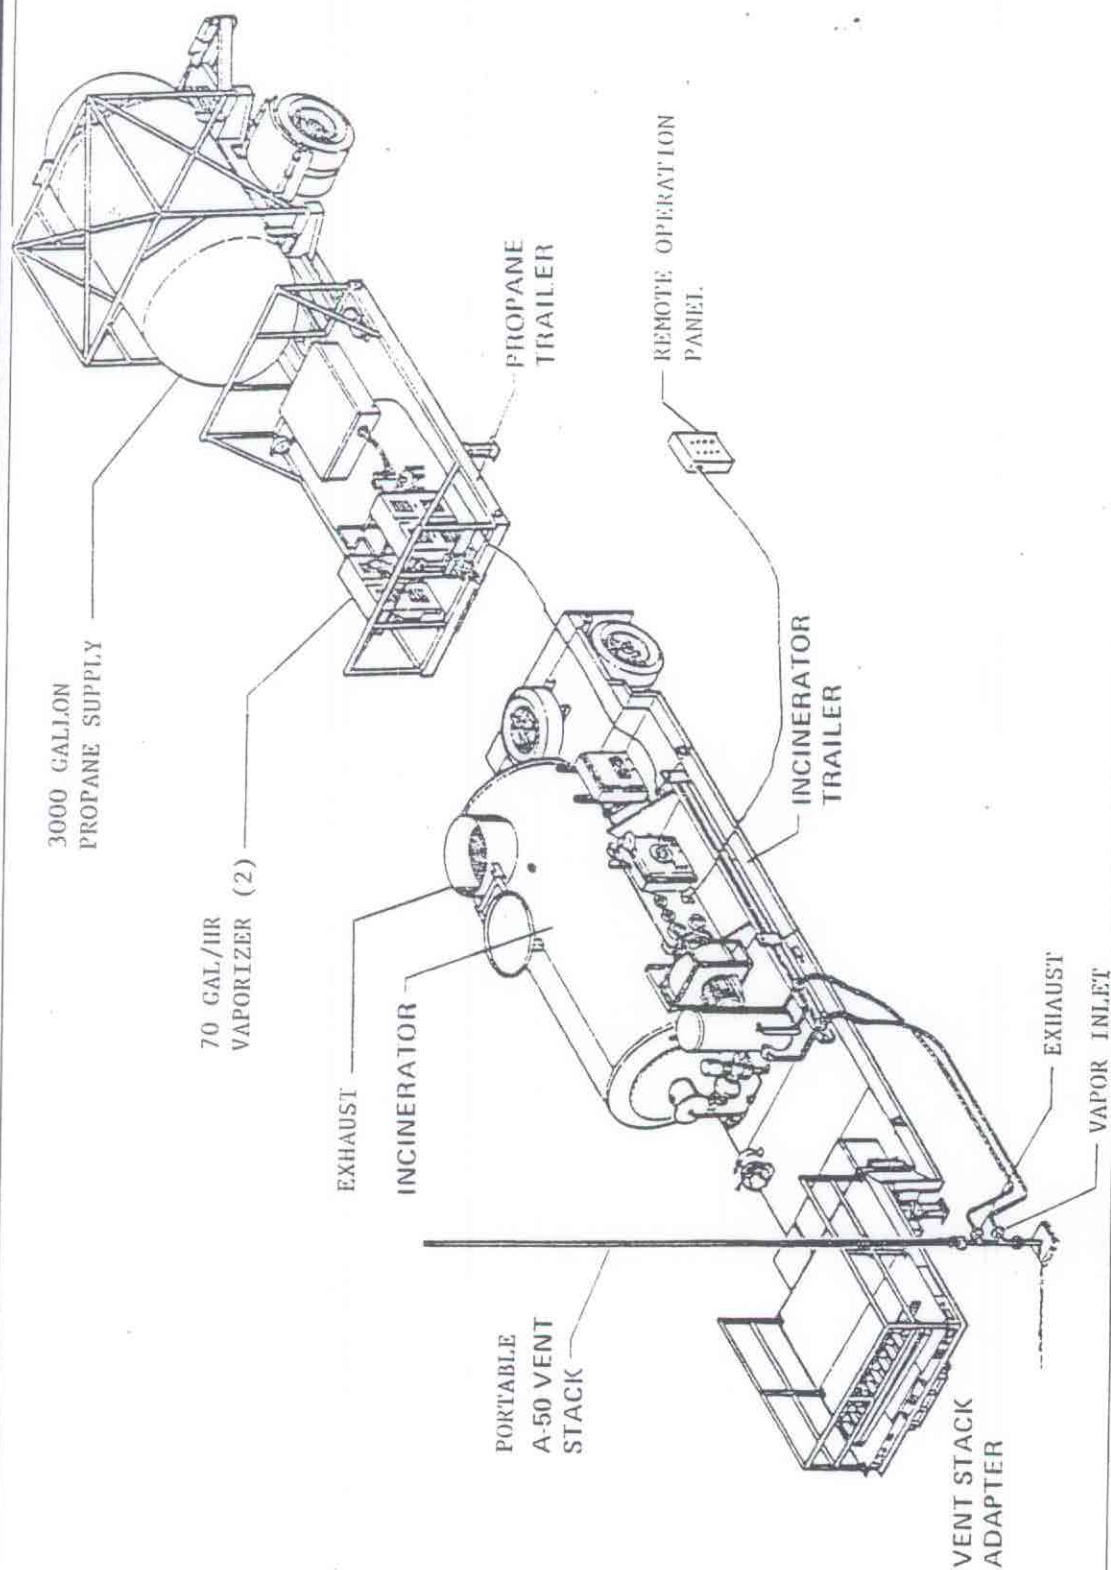 3000 GALLON
PROPANE SUPPLY
70 GAL/HR
VAPORIZER (2)
EXHAUST
INCINERATOR
PORTABLE
A-50 VENT
STACK
PROPANE
TRAILER
REMOTE OPERATION
PANEL
INCINERATOR
TRAILER
EXHAUST
VAPOR INLET
VENT STACK
ADAPTER